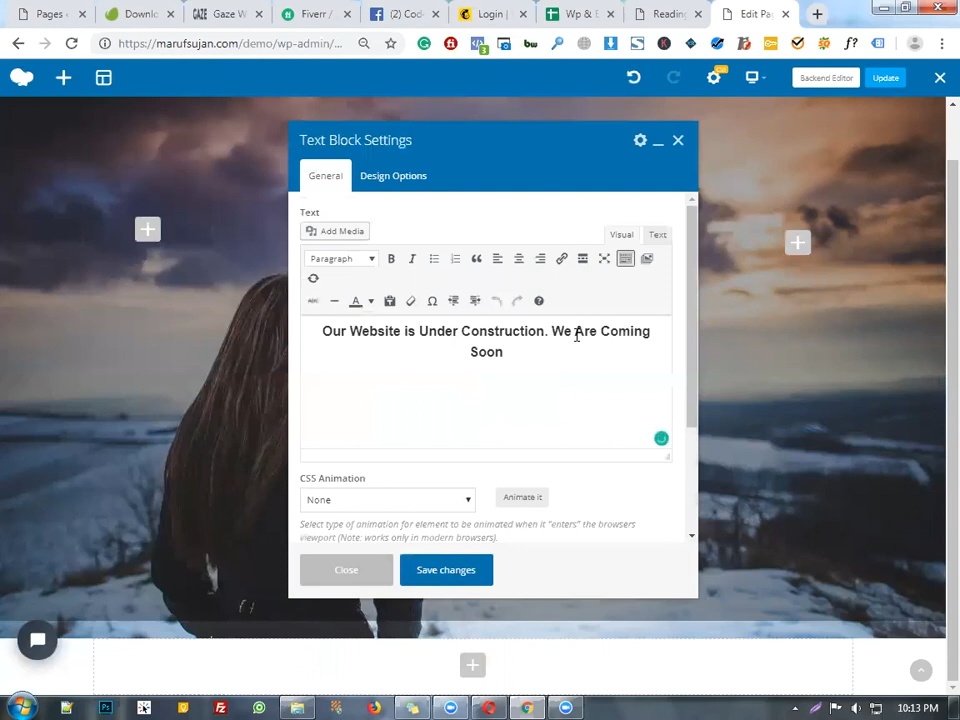 Pages
Downl
GAZE
Gaze W
Fiverr /
(2) Co
Login |
Wp & E
Reading
Edit Pa
https://marufsujan.com/demo/wp-admin/...
Backend Editor
Update
Text Block Settings
General
Design Options
Text
Add Media
Visual
Text
Paragraph
B
I
ABC
A
Our Website is Under Construction. We Are Coming
Soon
CSS Animation
None
Animate it
Select type of animation for element to be animated when it "enters" the browsers
viewport (Note: works only in modern browsers).
Close
Save changes
10:13 PM